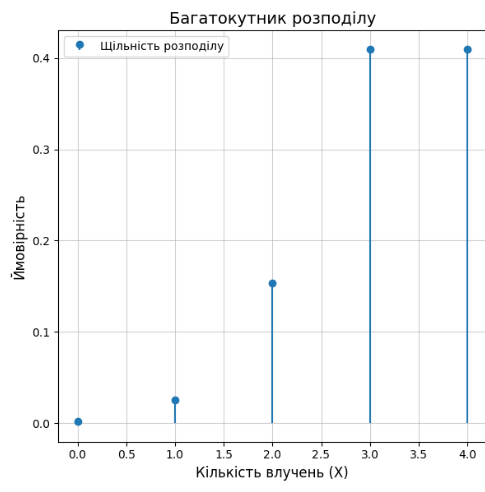 Багатокутник розподілу
Щільність розподілу
Ймовірність
0.4
0.3
0.2
0.1
0.0
0.0 0.5 1.0 1.5 2.0 2.5 3.0 3.5 4.0
Кількість влучень (X)